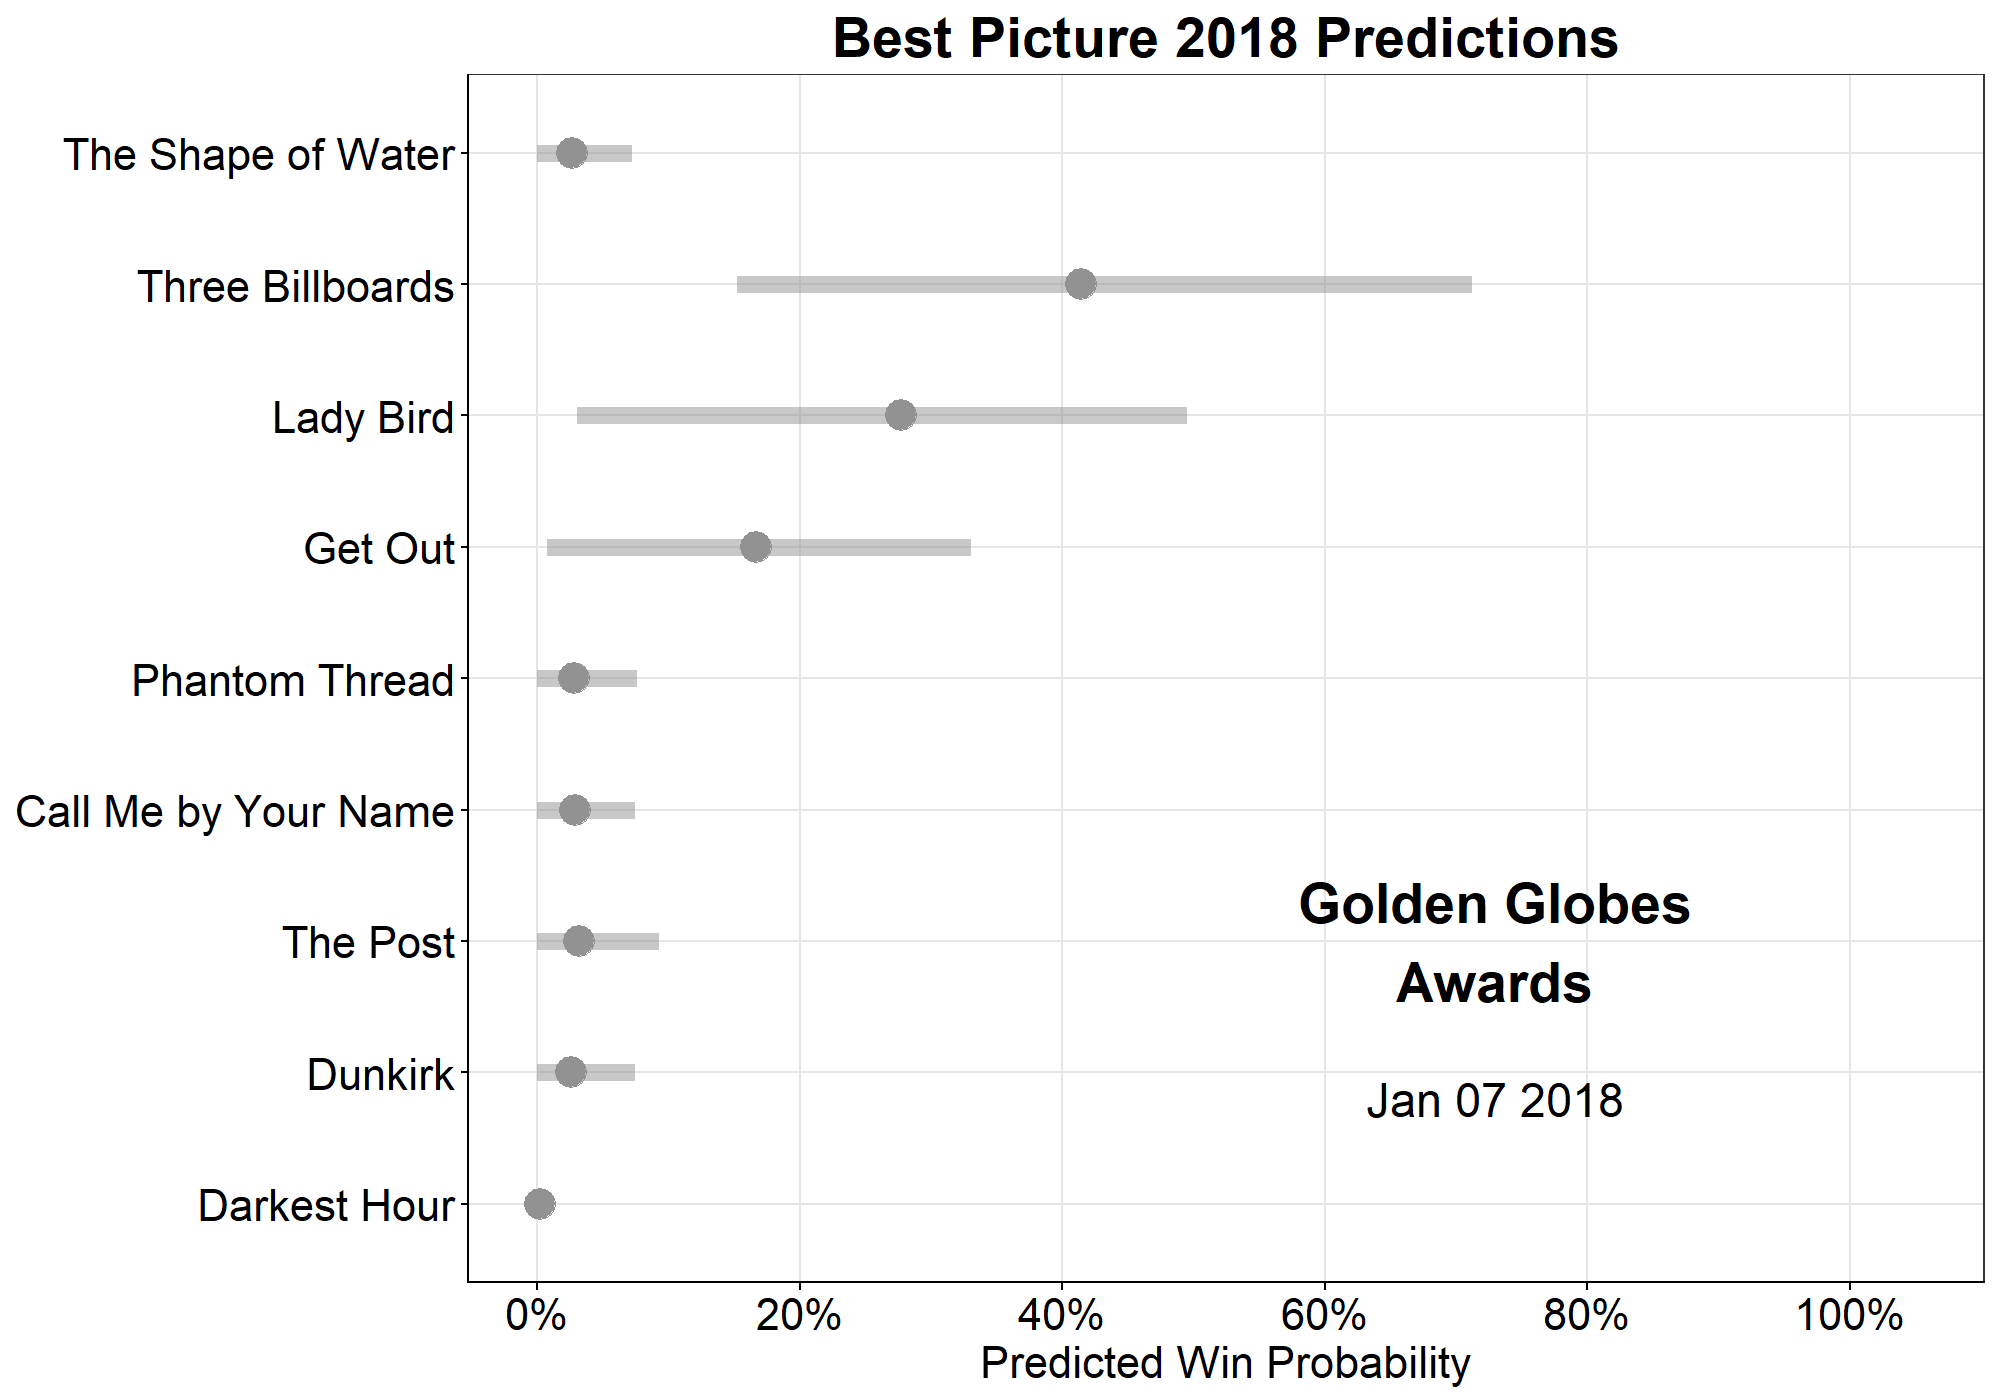 Best Picture 2018 Predictions
The Shape of Water
Three Billboards
Lady Bird
Get Out
Phantom Thread
Call Me by Your Name
The Post
Dunkirk
Darkest Hour
Golden Globes
Awards
Jan 07 2018
0% 20% 40% 60% 80% 100%
Predicted Win Probability